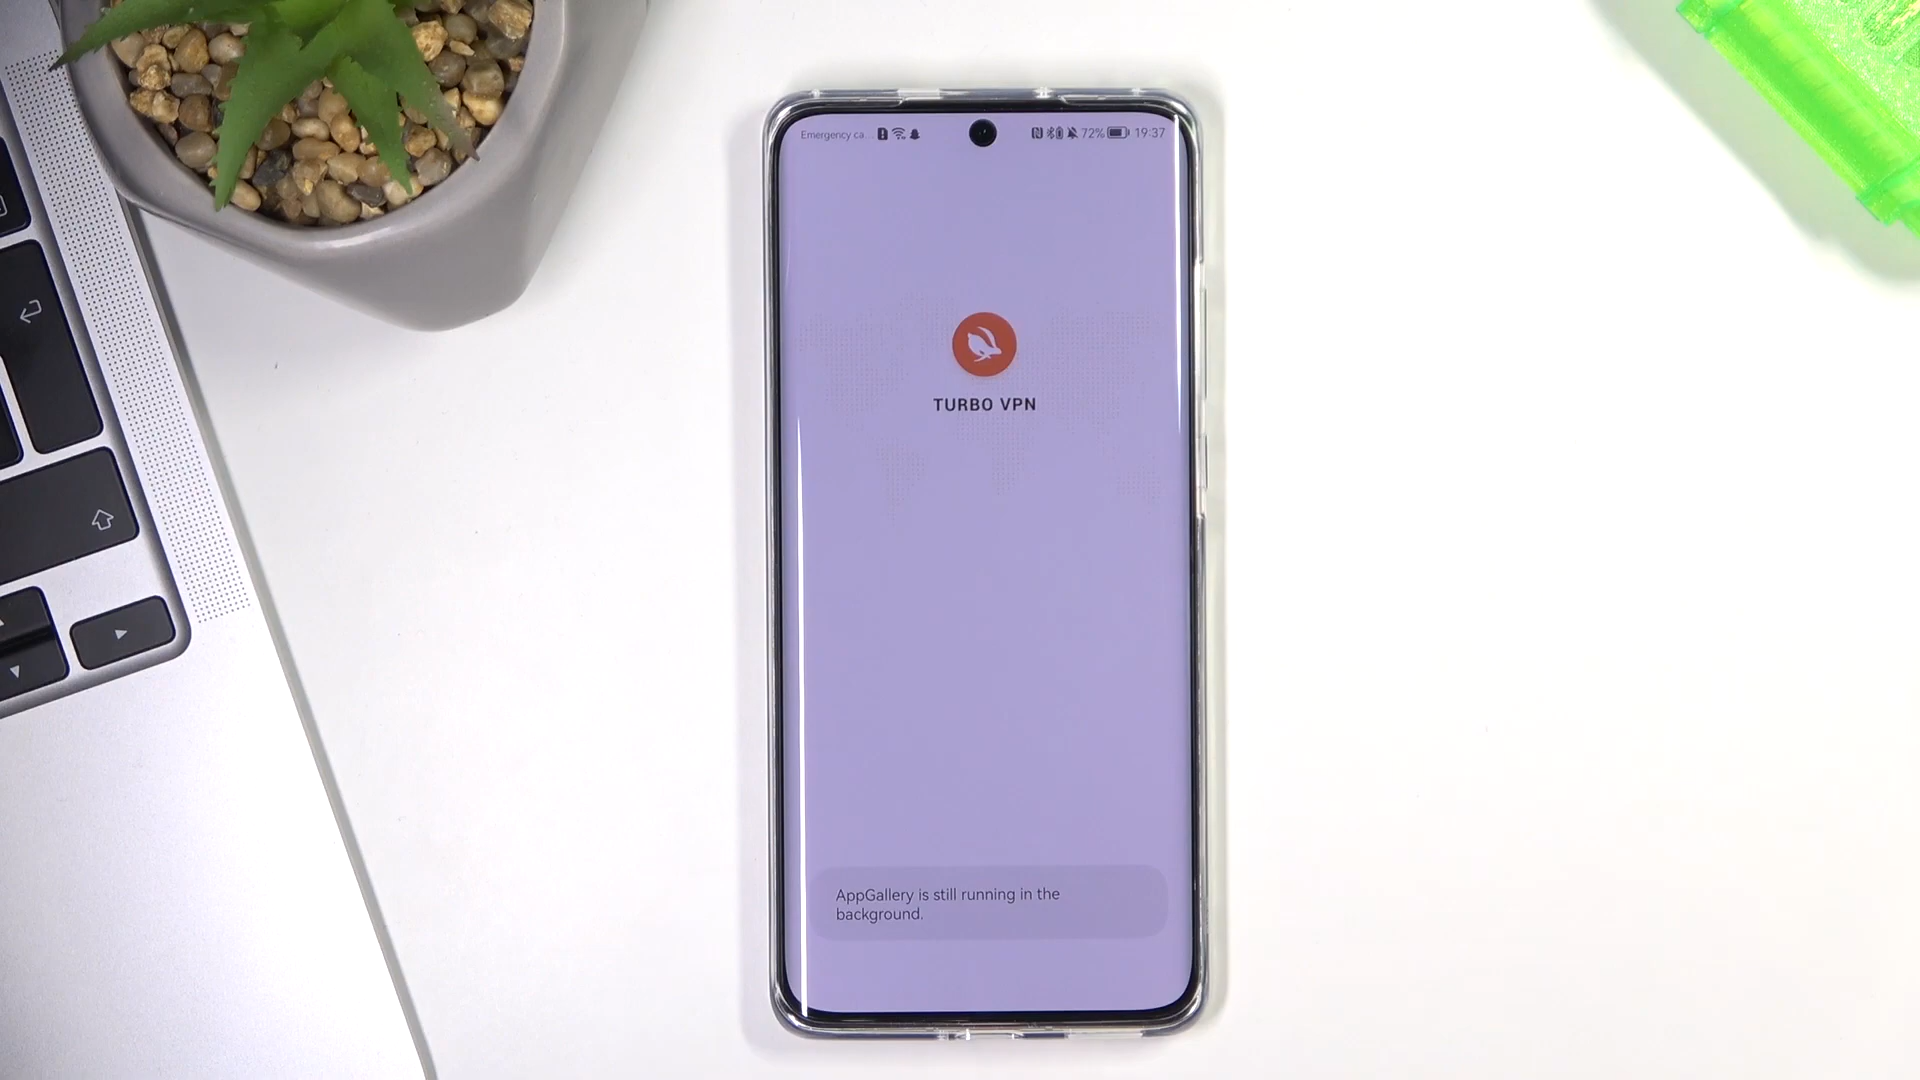 Emergency ca... 72% 19:37
TURBO VPN
AppGallery is still running in the
background.